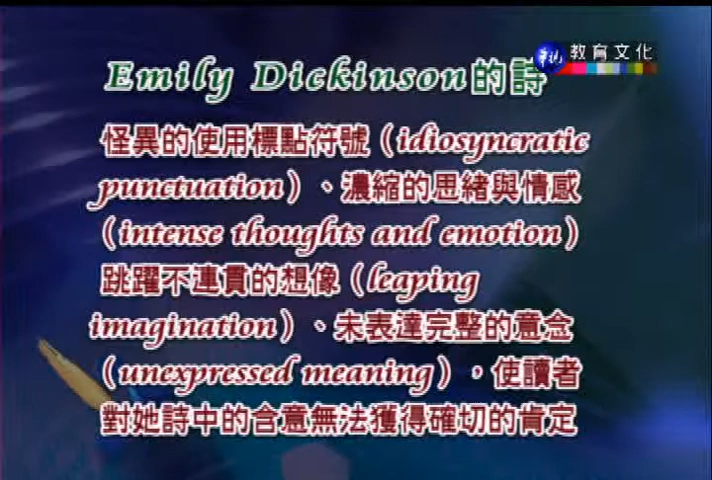 Emily Dickinson的詩
華視 教育文化
怪異的使用標點符號（idiosyncratic
punctuation）、濃縮的思緒與情感
（intense thoughts and emotion）
跳躍不連貫的想像（leaping
imagination）、未表達完整的意念
（unexpressed meaning），使讀者
對她詩中的含意無法獲得確切的肯定